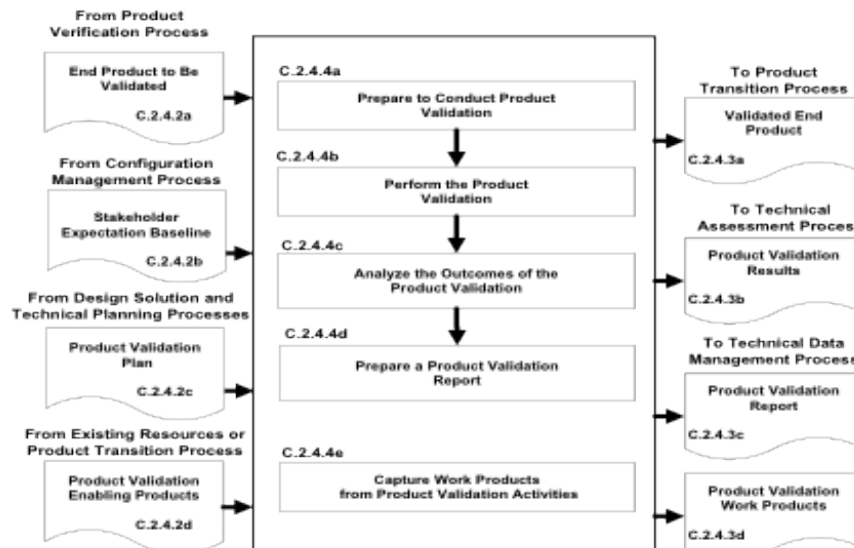 From Product
Verification Process
End Product to Be
Validated
C.2.4.2a
From Configuration
Management Process
Stakeholder
Expectation Baseline
C.2.4.2b
From Design Solution and
Technical Planning Processes
Product Validation
Plan
C.2.4.2c
From Existing Resources or
Product Transition Process
Product Validation
Enabling Products
C.2.4.2d
C.2.4.4a
Prepare to Conduct Product
Validation
C.2.4.4b
Perform the Product
Validation
C.2.4.4c
Analyze the Outcomes of the
Product Validation
C.2.4.4d
Prepare a Product Validation
Report
C.2.4.4e
Capture Work Products
from Product Validation Activities
To Product
Transition Process
Validated End
Product
C.2.4.3a
To Technical
Assessment Process
Product Validation
Results
C.2.4.3b
To Technical Data
Management Process
Product Validation
Report
C.2.4.3c
Product Validation
Work Products
C.2.4.3d